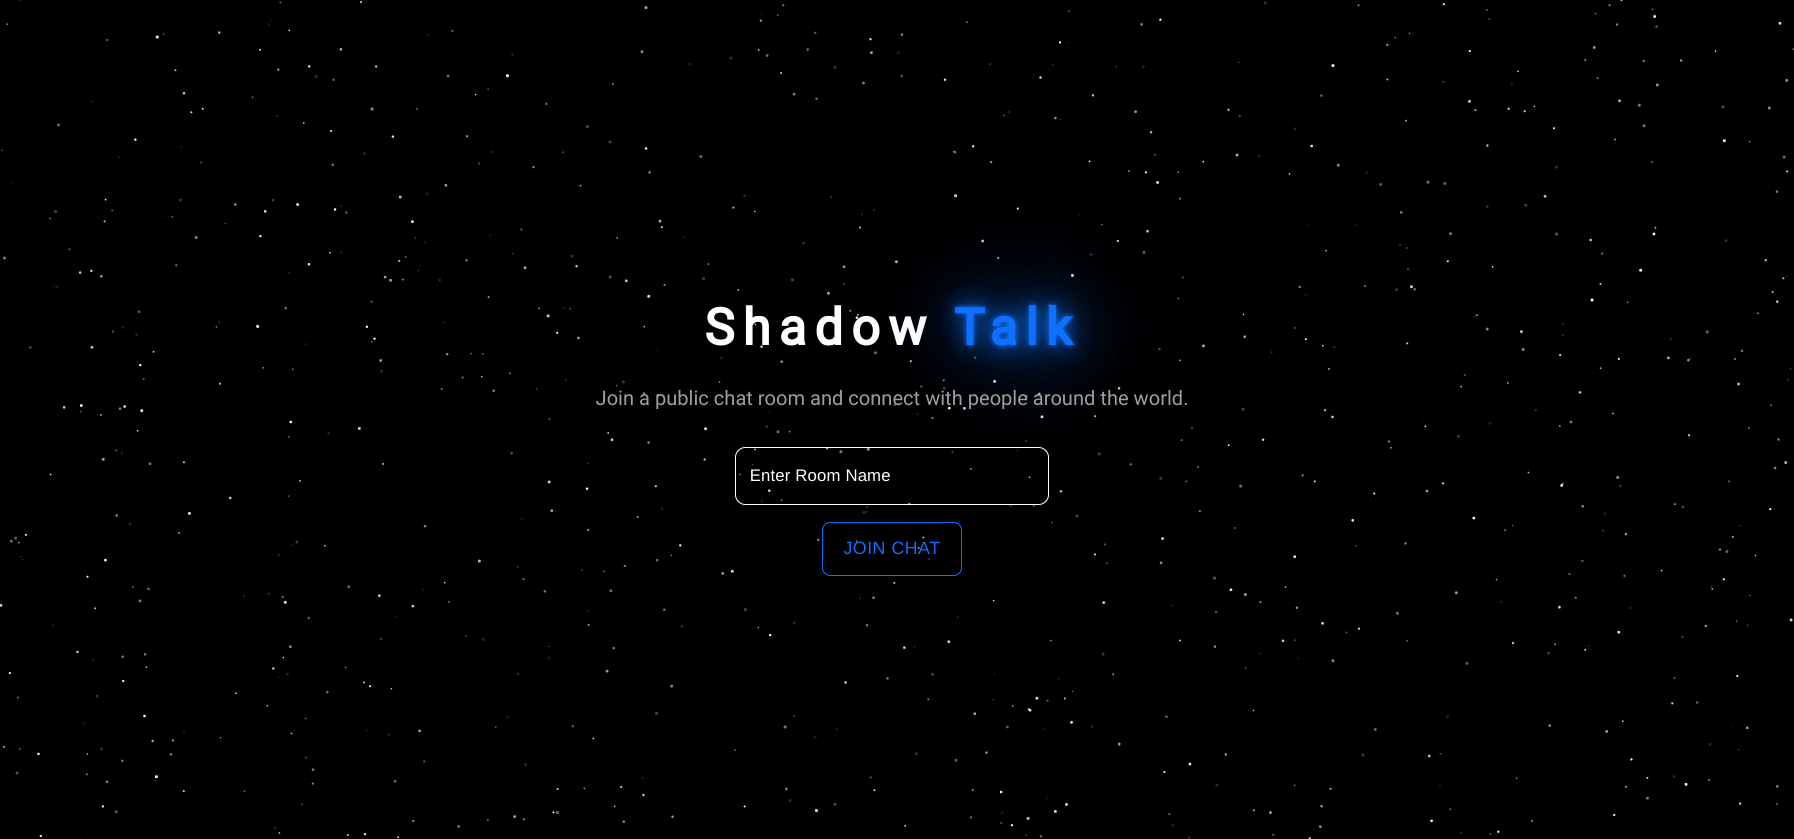 Shadow Talk
Join a public chat room and connect with people around the world.
Enter Room Name
JOIN CHAT